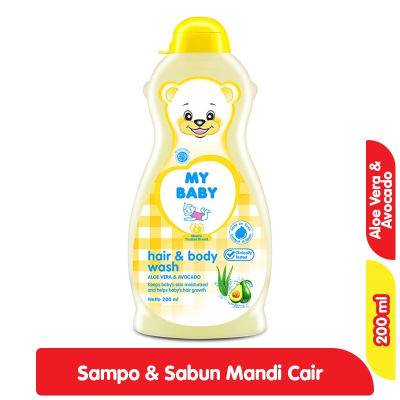 MY
BABY
hair & body
wash
ALOE VERA & AVOCADO
Keeps baby's skin moisturized
and helps baby's hair growth
Netto 200 ml
Clinically
tested
Aloe Vera &
Avocado
200 ml
Sampo & Sabun Mandi Cair